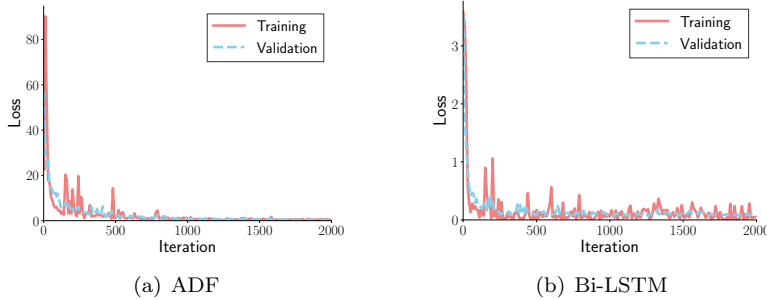 Training
Validation
Loss
80
60
40
20
0
0 500 1000 1500 2000
Iteration
(a) ADF
Training
Validation
Loss
3
2
1
0
0 500 1000 1500 2000
Iteration
(b) Bi-LSTM